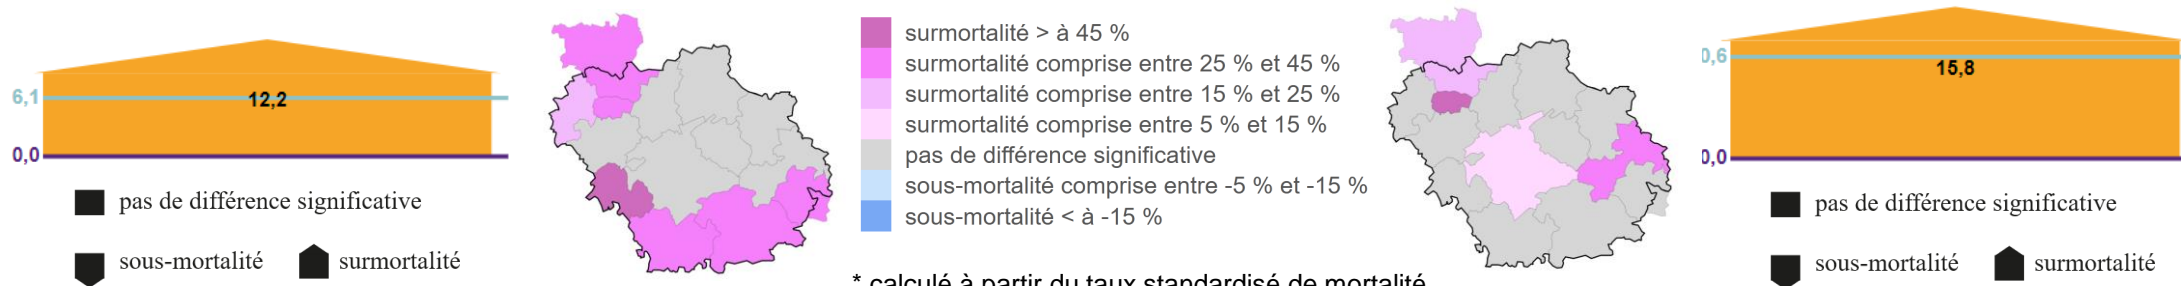 6,1
12,2
0,0
pas de différence significative
sous-mortalité
surmortalité
surmortalité > à 45 %
surmortalité comprise entre 25 % et 45 %
surmortalité comprise entre 15 % et 25 %
surmortalité comprise entre 5 % et 15 %
pas de différence significative
sous-mortalité comprise entre -5 % et -15 %
sous-mortalité < à -15 %
* calculé à partir du taux standardisé de mortalité
0,6
15,8
0,0
pas de différence significative
sous-mortalité
surmortalité